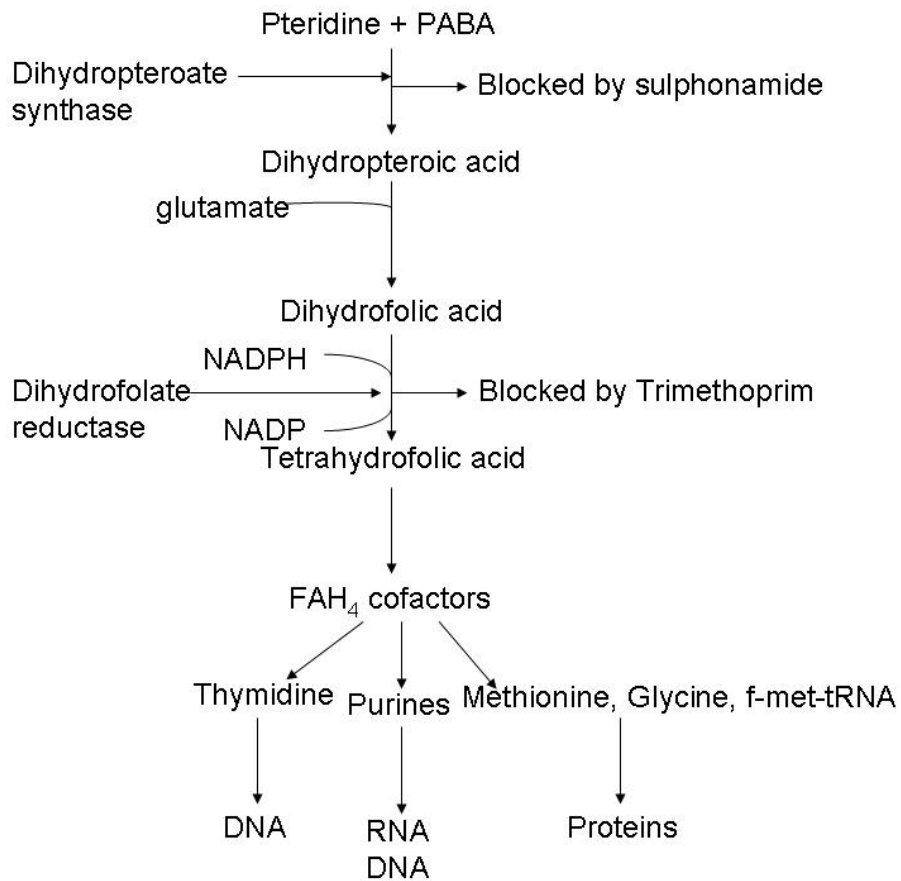 Pteridine + PABA
Dihydropteroate
synthase
Blocked by sulphonamide
Dihydropteroic acid
glutamate
Dihydrofolic acid
NADPH
Dihydrofolate
reductase
Blocked by Trimethoprim
NADP
Tetrahydrofolic acid
FAH₄ cofactors
Thymidine
Purines
Methionine, Glycine, f-met-tRNA
DNA
RNA
DNA
Proteins